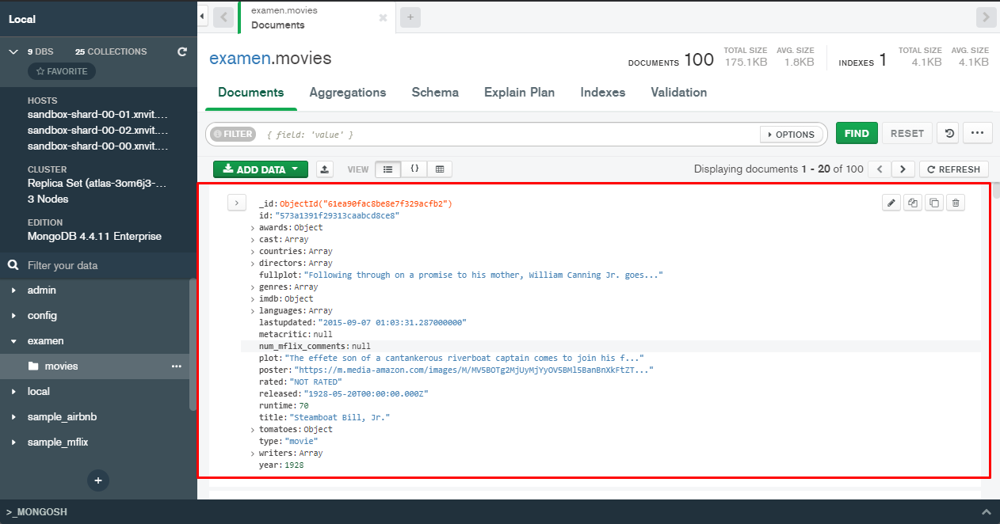 Local
9 DBS 25 COLLECTIONS
FAVORITE
HOSTS
sandbox-shard-00-01.xnvit....
sandbox-shard-00-02.xnvit....
sandbox-shard-00-00.xnvit....
CLUSTER
Replica Set (atlas-3om6j3-...
3 Nodes
EDITION
MongoDB 4.4.11 Enterprise
Filter your data
admin
config
examen
movies ...
local
sample_airbnb
sample_mflix
+
>_MONGOSH
examen.movies
Documents
+
examen.movies
DOCUMENTS 100 TOTAL SIZE 175.1KB AVG. SIZE 1.8KB INDEXES 1 TOTAL SIZE 4.1KB AVG. SIZE 4.1KB
Documents Aggregations Schema Explain Plan Indexes Validation
FILTER { field: 'value' } OPTIONS FIND RESET ...
ADD DATA VIEW {} Displaying documents 1 - 20 of 100 < > REFRESH
_id: ObjectId("61ea90fac8be8e7f329acfb2")
id: "573a1391f29313caabcd8ce8"
> awards: Object
> cast: Array
> countries: Array
> directors: Array
fullplot: "Following through on a promise to his mother, William Canning Jr. goes..."
> genres: Array
> imdb: Object
> languages: Array
lastupdated: "2015-09-07 01:03:31.287000000"
metacritic: null
num_mflix_comments: null
plot: "The effete son of a cantankerous riverboat captain comes to join his f..."
poster: "https://m.media-amazon.com/images/M/MV5BOTg2MjUyMjYyOV5BMl5BanBnXkFtZT..."
rated: "NOT RATED"
released: "1928-05-20T00:00:00.000Z"
runtime: 70
title: "Steamboat Bill, Jr."
> tomatoes: Object
type: "movie"
> writers: Array
year: 1928